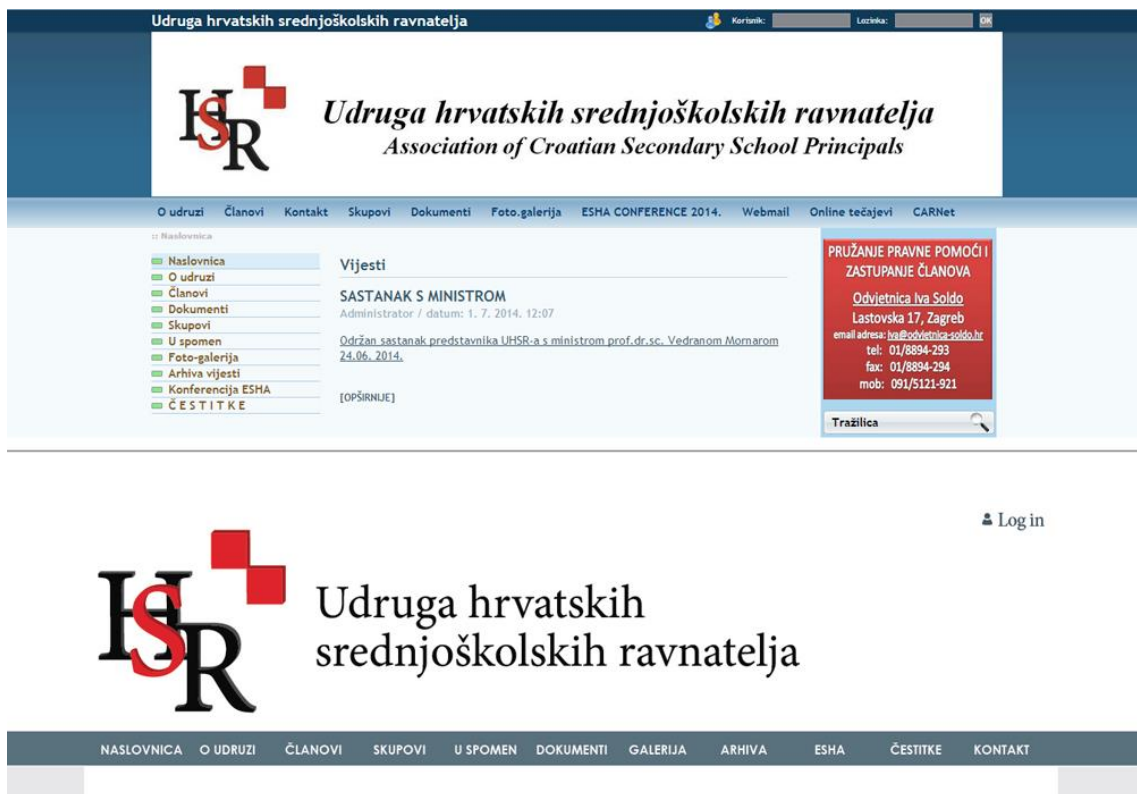 Udruga hrvatskih srednjoškolskih ravnatelja
Korisnik: Lozinka: OK
HSR
Udruga hrvatskih srednjoškolskih ravnatelja
Association of Croatian Secondary School Principals
O udruzi Članovi Kontakt Skupovi Dokumenti Foto.galerija ESHA CONFERENCE 2014. Webmail Online tečajevi CARNet
:: Naslovnica
Naslovnica
O udruzi
Članovi
Dokumenti
Skupovi
U spomen
Foto-galerija
Arhiva vijesti
Konferencija ESHA
Č E S T I T K E
Vijesti
SASTANAK S MINISTROM
Administrator / datum: 1. 7. 2014. 12:07
Održan sastanak predstavnika UHSR-a s ministrom prof.dr.sc. Vedranom Mornarom
24.06. 2014.
[OPŠIRNIJE]
PRUŽANJE PRAVNE POMOĆI I
ZASTUPANJE ČLANOVA
Odvjetnica Iva Soldo
Lastovska 17, Zagreb
email adresa: iva@odvjetnica-soldo.hr
tel: 01/8894-293
fax: 01/8894-294
mob: 091/5121-921
Tražilica
Log in
HSR
Udruga hrvatskih
srednjoškolskih ravnatelja
NASLOVNICA O UDRUZI ČLANOVI SKUPOVI U SPOMEN DOKUMENTI GALERIJA ARHIVA ESHA ČESTITKE KONTAKT